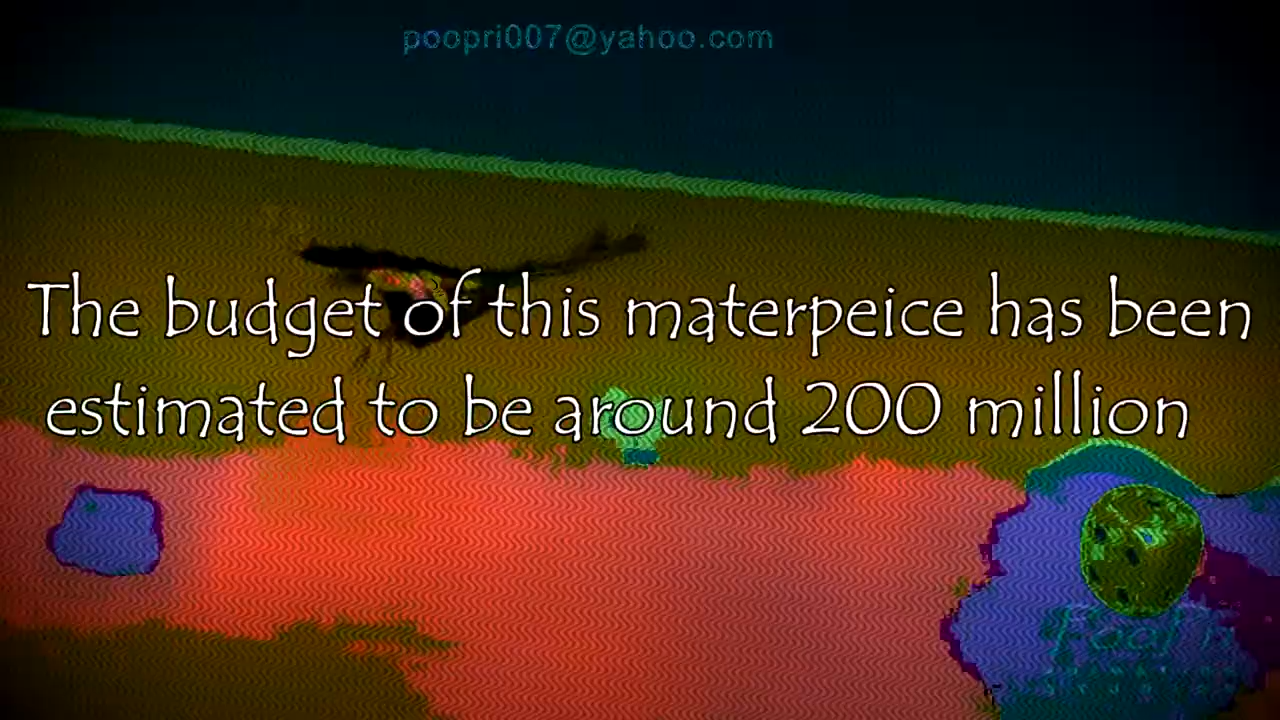 poopri007@yahoo.com
The budget of this materpeice has been
estimated to be around 200 million